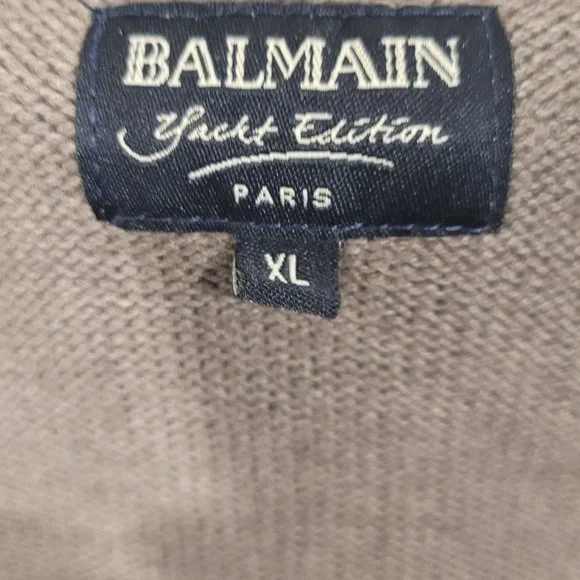 BALMAIN
Yacht Edition
PARIS
XL